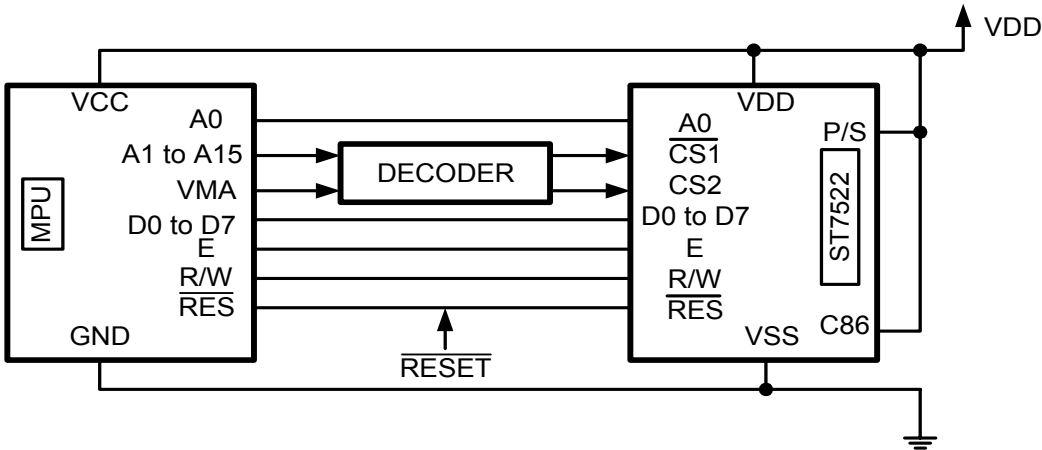 VDD
VCC
A0
A1 to A15
VMA
D0 to D7
E
R/W
RES
GND
MPU
DECODER
RESET
VDD
A0
CS1
CS2
D0 to D7
E
R/W
RES
VSS
P/S
ST7522
C86